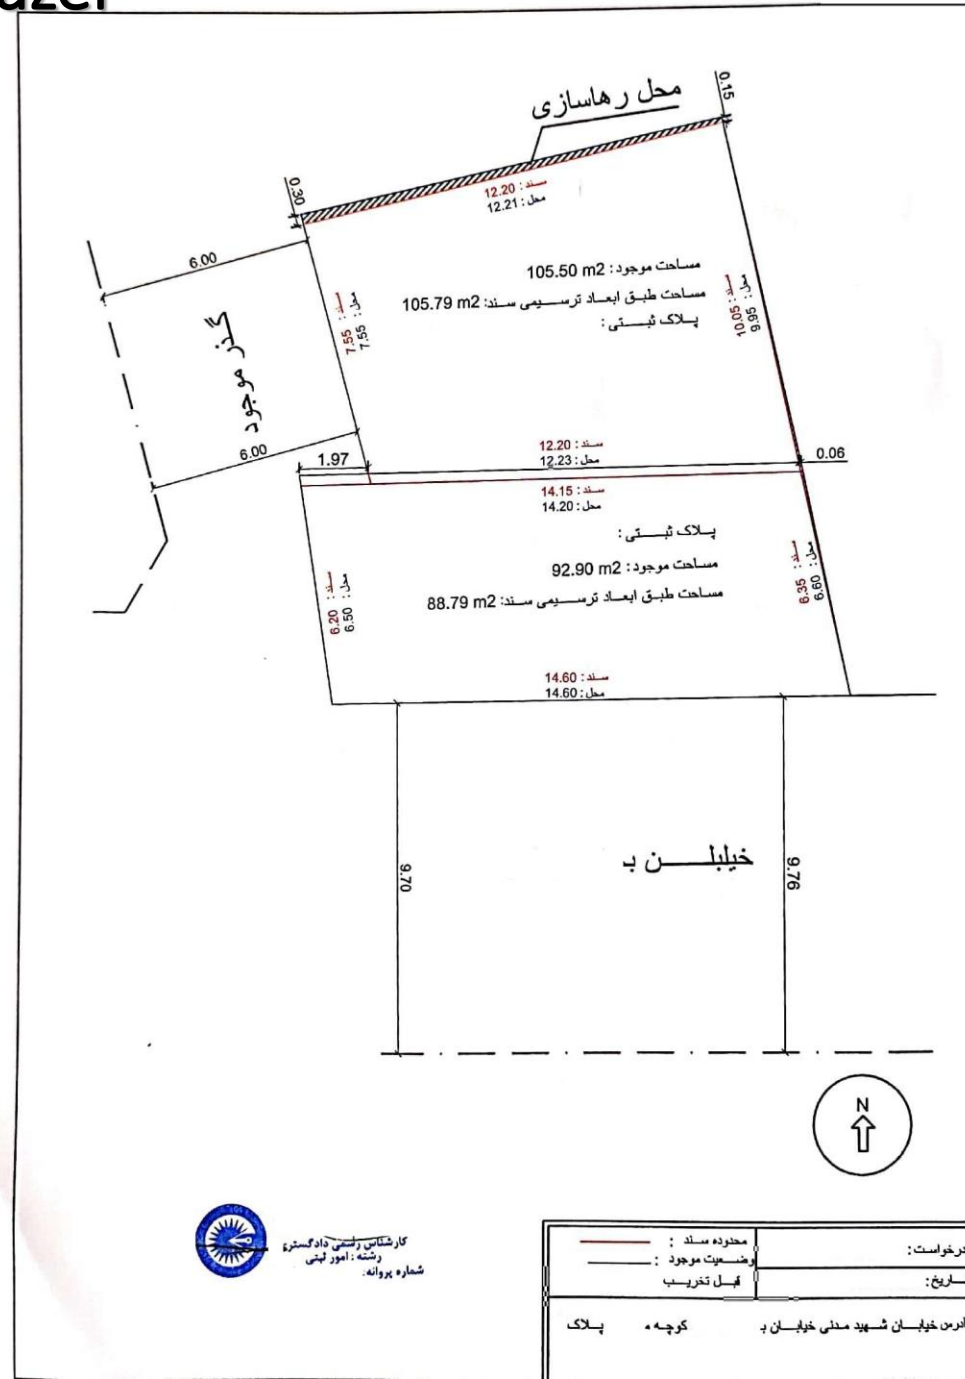 محل رهاسازی
0.15
0.30
سند : 12.20
محل : 12.21
6.00
مساحت موجود : 105.50 m2
مساحت طبق ابعاد ترسیمی سند: 105.79 m2
پلاک ثبتی :
سند : 7.55
محل : 7.55
سند : 10.05
محل : 9.95
گذر موجود
6.00
1.97
سند : 12.20
محل : 12.23
0.06
سند : 14.15
محل : 14.20
پلاک ثبتی :
مساحت موجود : 92.90 m2
مساحت طبق ابعاد ترسیمی سند: 88.79 m2
سند : 6.20
محل : 6.50
سند : 6.35
محل : 6.60
سند : 14.60
محل : 14.60
9.70
9.76
ن ب
N
کارشناس رسمی دادگستری
رشته : امور ثبتی
شماره پروانه:
محدوده سند :
وضعیت موجود :
قبل تخریب
درخواست :
تاریخ :
آدرس خیابان شهید مدنی خیابان ب کوچه پلاک